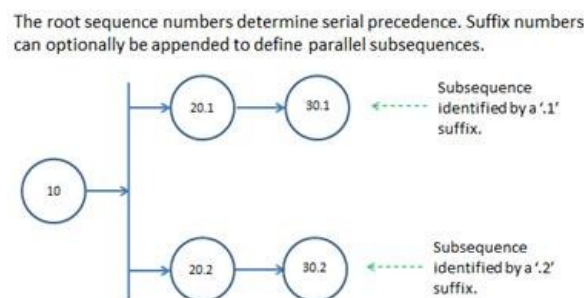 The root sequence numbers determine serial precedence. Suffix numbers
can optionally be appended to define parallel subsequences.
20.1
30.1
Subsequence
identified by a ‘.1’
suffix.
10
20.2
30.2
Subsequence
identified by a ‘.2’
suffix.